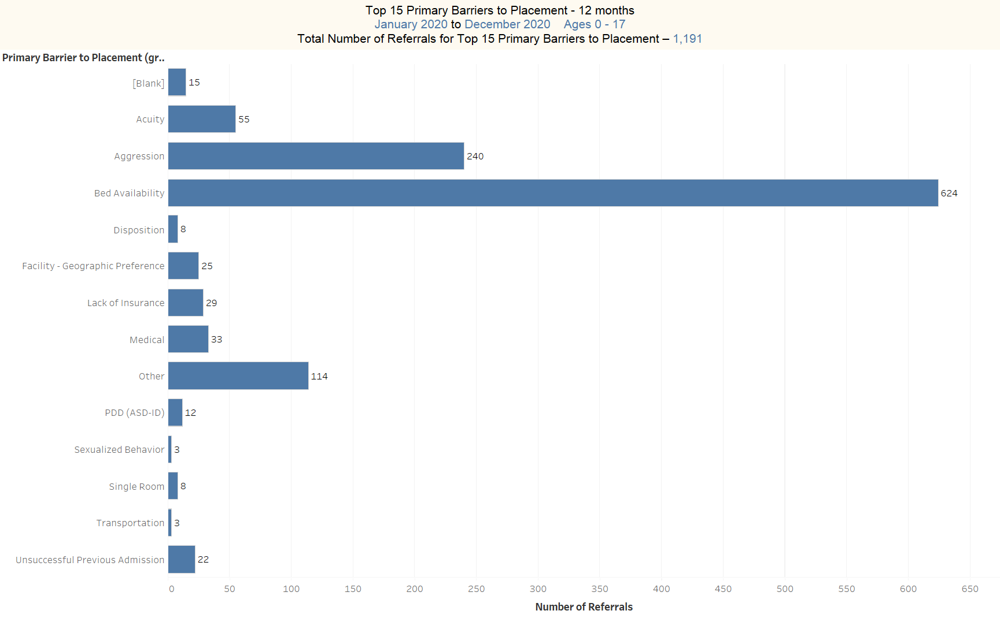 Top 15 Primary Barriers to Placement - 12 months
January 2020 to December 2020 Ages 0 - 17
Total Number of Referrals for Top 15 Primary Barriers to Placement – 1,191
Primary Barrier to Placement (gr..
[Blank] 15
Acuity 55
Aggression 240
Bed Availability 624
Disposition 8
Facility - Geographic Preference 25
Lack of Insurance 29
Medical 33
Other 114
PDD (ASD-ID) 12
Sexualized Behavior 3
Single Room 8
Transportation 3
Unsuccessful Previous Admission 22
0 50 100 150 200 250 300 350 400 450 500 550 600 650
Number of Referrals